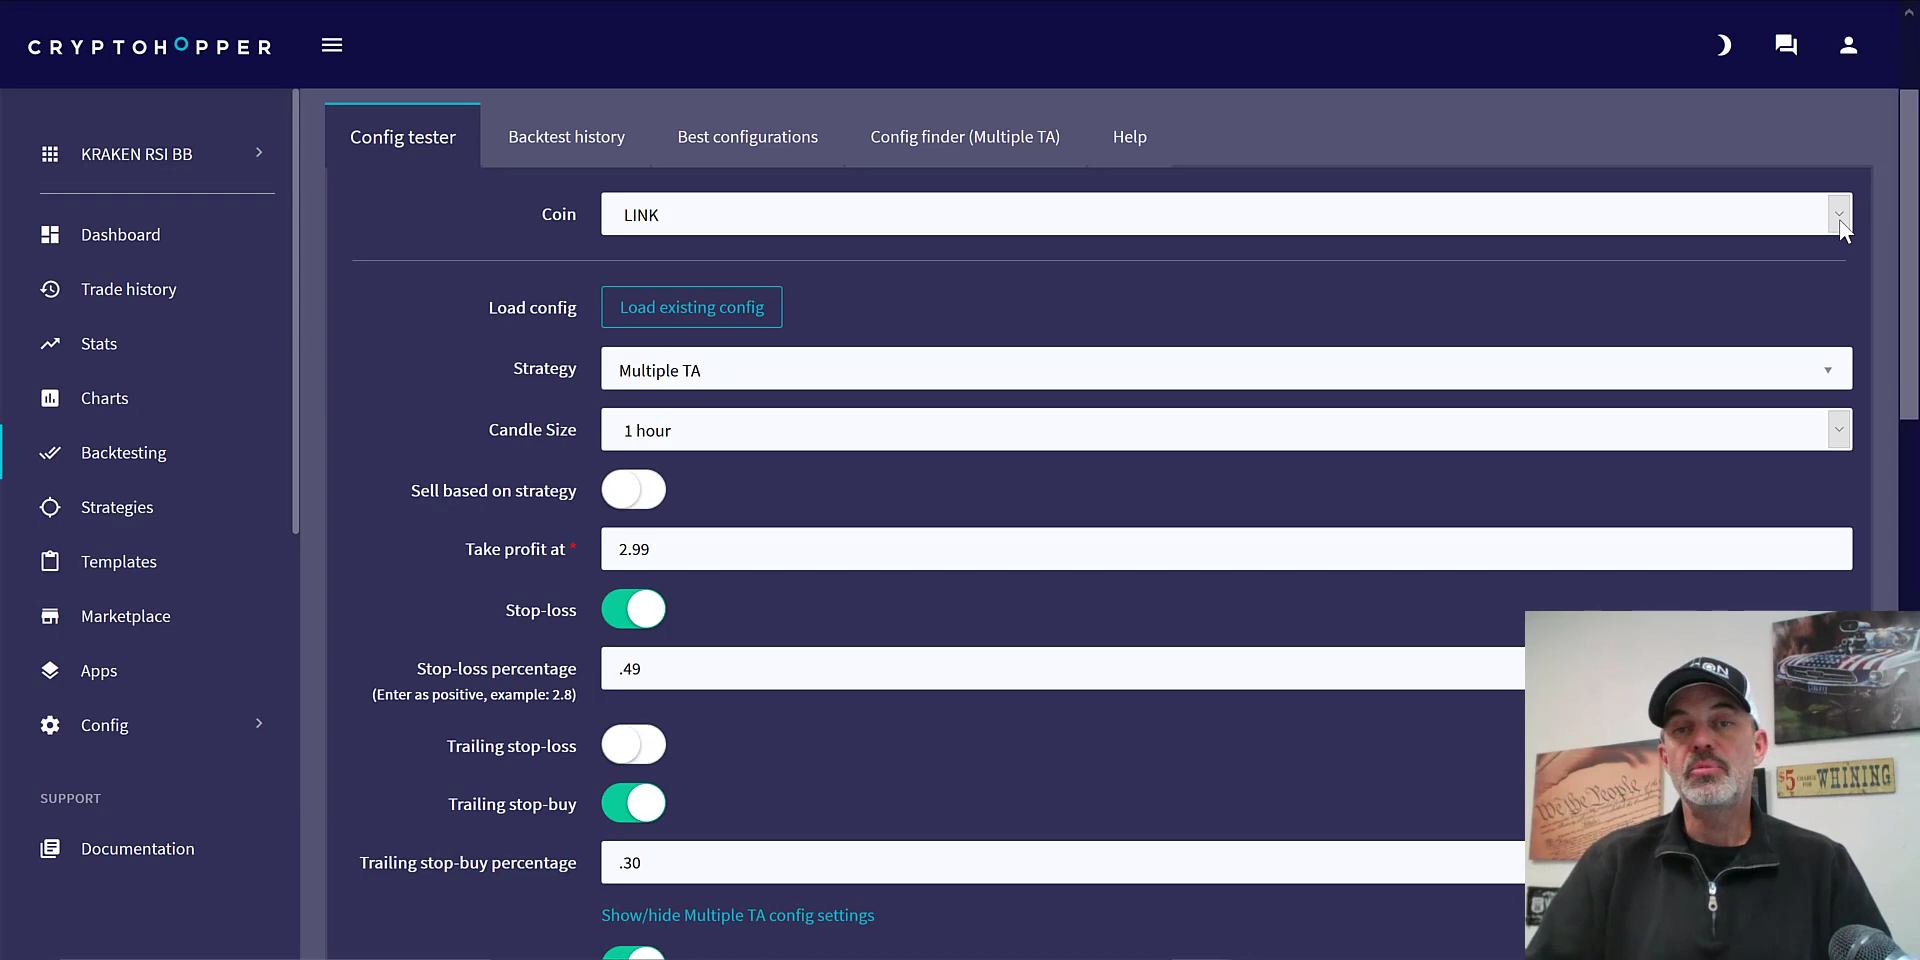 CRYPTOHOPPER
KRAKEN RSI BB
Dashboard
Trade history
Stats
Charts
Backtesting
Strategies
Templates
Marketplace
Apps
Config
SUPPORT
Documentation
Config tester
Backtest history
Best configurations
Config finder (Multiple TA)
Help
Coin
LINK
Load config
Load existing config
Strategy
Multiple TA
Candle Size
1 hour
Sell based on strategy
Take profit at *
2.99
Stop-loss
Stop-loss percentage
(Enter as positive, example: 2.8)
.49
Trailing stop-loss
Trailing stop-buy
Trailing stop-buy percentage
.30
Show/hide Multiple TA config settings
We the People
$5 CHARGE
FOR
WHINING